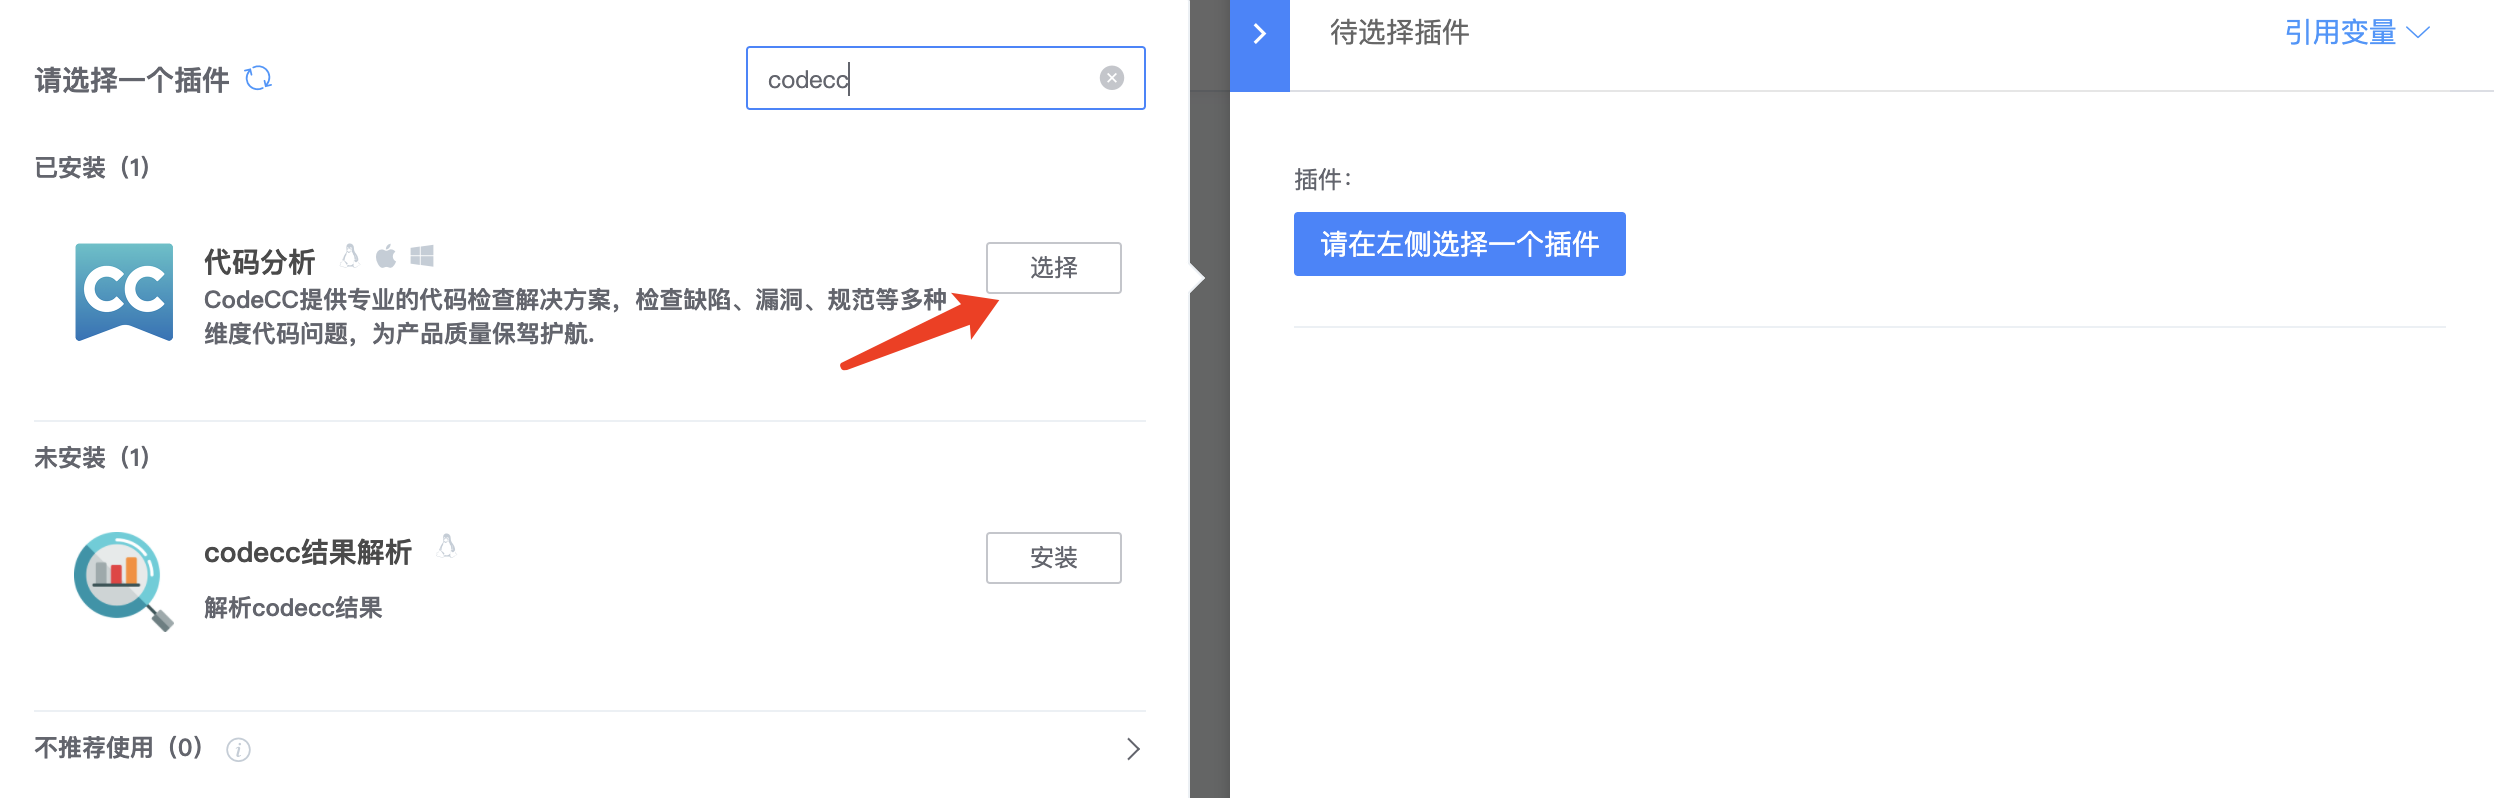 请选择一个插件
codecc
已安装（1）
代码分析
CodeCC提供专业的代码检查解决方案，检查缺陷、漏洞、规范等多种
维度代码问题，为产品质量保驾护航.
选择
CC
未安装（1）
codecc结果解析
解析codecc结果
安装
不推荐使用（0）
待选择插件
引用变量
插件：
请在左侧选择一个插件